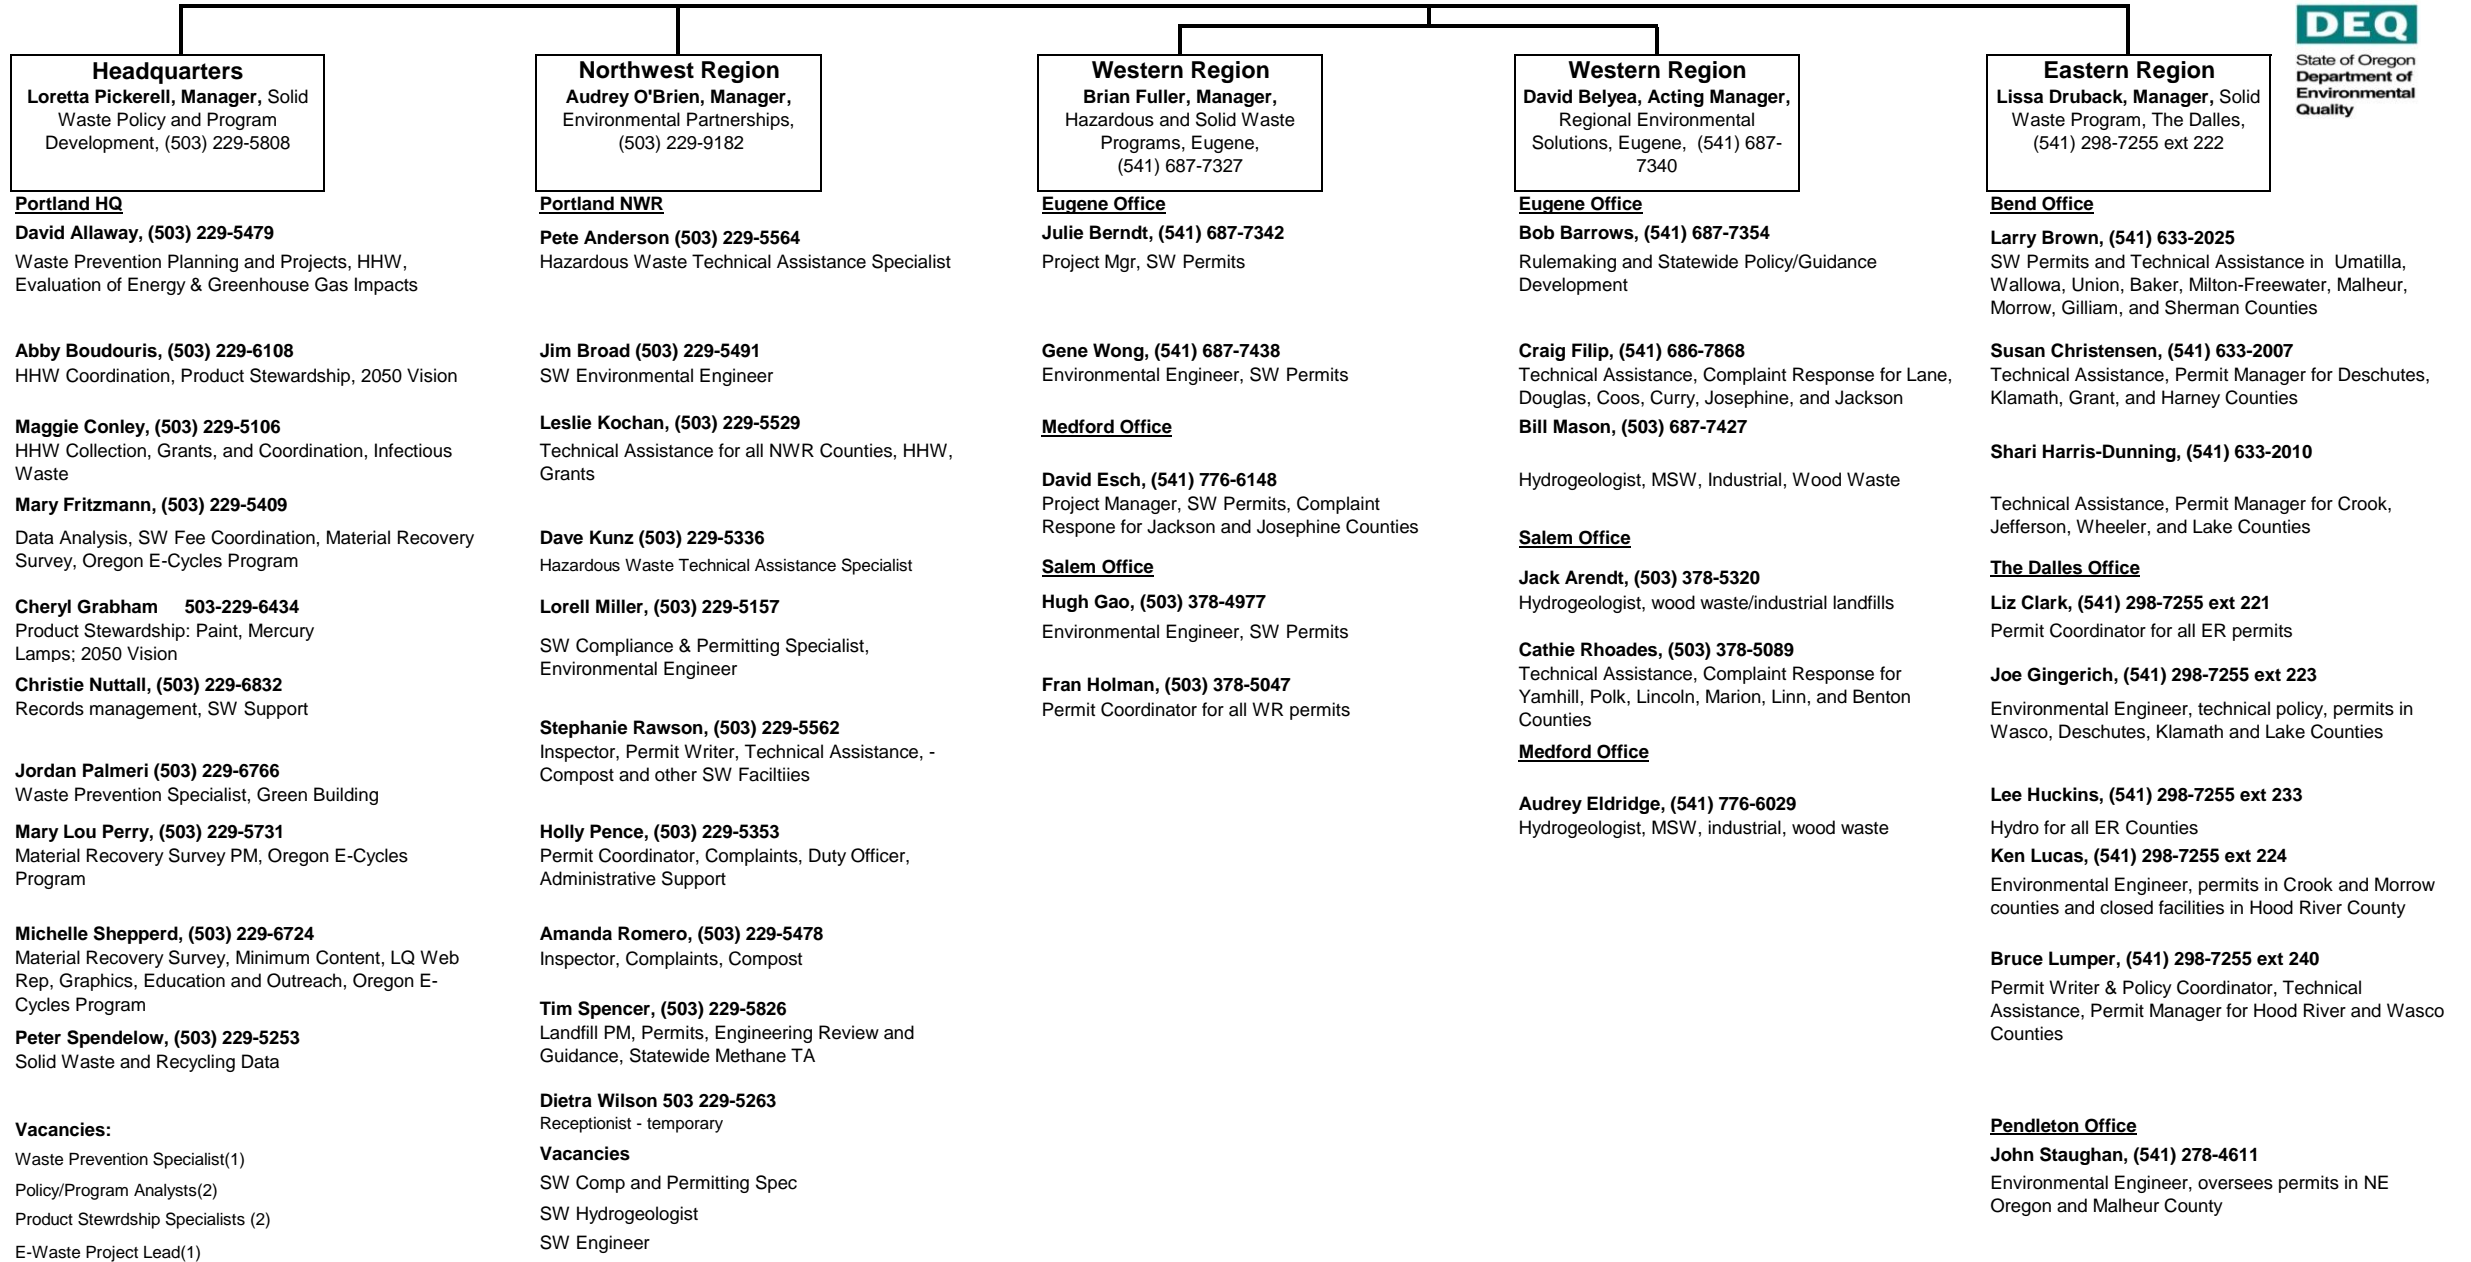 DEQ
State of Oregon
Department of
Environmental
Quality
Headquarters
Loretta Pickerell, Manager, Solid
Waste Policy and Program
Development, (503) 229-5808
Portland HQ
David Allaway, (503) 229-5479
Waste Prevention Planning and Projects, HHW,
Evaluation of Energy & Greenhouse Gas Impacts
Abby Boudouris, (503) 229-6108
HHW Coordination, Product Stewardship, 2050 Vision
Maggie Conley, (503) 229-5106
HHW Collection, Grants, and Coordination, Infectious
Waste
Mary Fritzmann, (503) 229-5409
Data Analysis, SW Fee Coordination, Material Recovery
Survey, Oregon E-Cycles Program
Cheryl Grabham 503-229-6434
Product Stewardship: Paint, Mercury
Lamps; 2050 Vision
Christie Nuttall, (503) 229-6832
Records management, SW Support
Jordan Palmeri (503) 229-6766
Waste Prevention Specialist, Green Building
Mary Lou Perry, (503) 229-5731
Material Recovery Survey PM, Oregon E-Cycles
Program
Michelle Shepperd, (503) 229-6724
Material Recovery Survey, Minimum Content, LQ Web
Rep, Graphics, Education and Outreach, Oregon E-
Cycles Program
Peter Spendelow, (503) 229-5253
Solid Waste and Recycling Data
Vacancies:
Waste Prevention Specialist(1)
Policy/Program Analysts(2)
Product Stewrdship Specialists (2)
E-Waste Project Lead(1)
Northwest Region
Audrey O'Brien, Manager,
Environmental Partnerships,
(503) 229-9182
Portland NWR
Pete Anderson (503) 229-5564
Hazardous Waste Technical Assistance Specialist
Jim Broad (503) 229-5491
SW Environmental Engineer
Leslie Kochan, (503) 229-5529
Technical Assistance for all NWR Counties, HHW,
Grants
Dave Kunz (503) 229-5336
Hazardous Waste Technical Assistance Specialist
Lorell Miller, (503) 229-5157
SW Compliance & Permitting Specialist,
Environmental Engineer
Stephanie Rawson, (503) 229-5562
Inspector, Permit Writer, Technical Assistance, -
Compost and other SW Faciltiies
Holly Pence, (503) 229-5353
Permit Coordinator, Complaints, Duty Officer,
Administrative Support
Amanda Romero, (503) 229-5478
Inspector, Complaints, Compost
Tim Spencer, (503) 229-5826
Landfill PM, Permits, Engineering Review and
Guidance, Statewide Methane TA
Dietra Wilson 503 229-5263
Receptionist - temporary
Vacancies
SW Comp and Permitting Spec
SW Hydrogeologist
SW Engineer
Western Region
Brian Fuller, Manager,
Hazardous and Solid Waste
Programs, Eugene,
(541) 687-7327
Eugene Office
Julie Berndt, (541) 687-7342
Project Mgr, SW Permits
Gene Wong, (541) 687-7438
Environmental Engineer, SW Permits
Medford Office
David Esch, (541) 776-6148
Project Manager, SW Permits, Complaint
Respone for Jackson and Josephine Counties
Salem Office
Hugh Gao, (503) 378-4977
Environmental Engineer, SW Permits
Fran Holman, (503) 378-5047
Permit Coordinator for all WR permits
Western Region
David Belyea, Acting Manager,
Regional Environmental
Solutions, Eugene, (541) 687-
7340
Eugene Office
Bob Barrows, (541) 687-7354
Rulemaking and Statewide Policy/Guidance
Development
Craig Filip, (541) 686-7868
Technical Assistance, Complaint Response for Lane,
Douglas, Coos, Curry, Josephine, and Jackson
Bill Mason, (503) 687-7427
Hydrogeologist, MSW, Industrial, Wood Waste
Salem Office
Jack Arendt, (503) 378-5320
Hydrogeologist, wood waste/industrial landfills
Cathie Rhoades, (503) 378-5089
Technical Assistance, Complaint Response for
Yamhill, Polk, Lincoln, Marion, Linn, and Benton
Counties
Medford Office
Audrey Eldridge, (541) 776-6029
Hydrogeologist, MSW, industrial, wood waste
Eastern Region
Lissa Druback, Manager, Solid
Waste Program, The Dalles,
(541) 298-7255 ext 222
Bend Office
Larry Brown, (541) 633-2025
SW Permits and Technical Assistance in Umatilla,
Wallowa, Union, Baker, Milton-Freewater, Malheur,
Morrow, Gilliam, and Sherman Counties
Susan Christensen, (541) 633-2007
Technical Assistance, Permit Manager for Deschutes,
Klamath, Grant, and Harney Counties
Shari Harris-Dunning, (541) 633-2010
Technical Assistance, Permit Manager for Crook,
Jefferson, Wheeler, and Lake Counties
The Dalles Office
Liz Clark, (541) 298-7255 ext 221
Permit Coordinator for all ER permits
Joe Gingerich, (541) 298-7255 ext 223
Environmental Engineer, technical policy, permits in
Wasco, Deschutes, Klamath and Lake Counties
Lee Huckins, (541) 298-7255 ext 233
Hydro for all ER Counties
Ken Lucas, (541) 298-7255 ext 224
Environmental Engineer, permits in Crook and Morrow
counties and closed facilities in Hood River County
Bruce Lumper, (541) 298-7255 ext 240
Permit Writer & Policy Coordinator, Technical
Assistance, Permit Manager for Hood River and Wasco
Counties
Pendleton Office
John Staughan, (541) 278-4611
Environmental Engineer, oversees permits in NE
Oregon and Malheur County